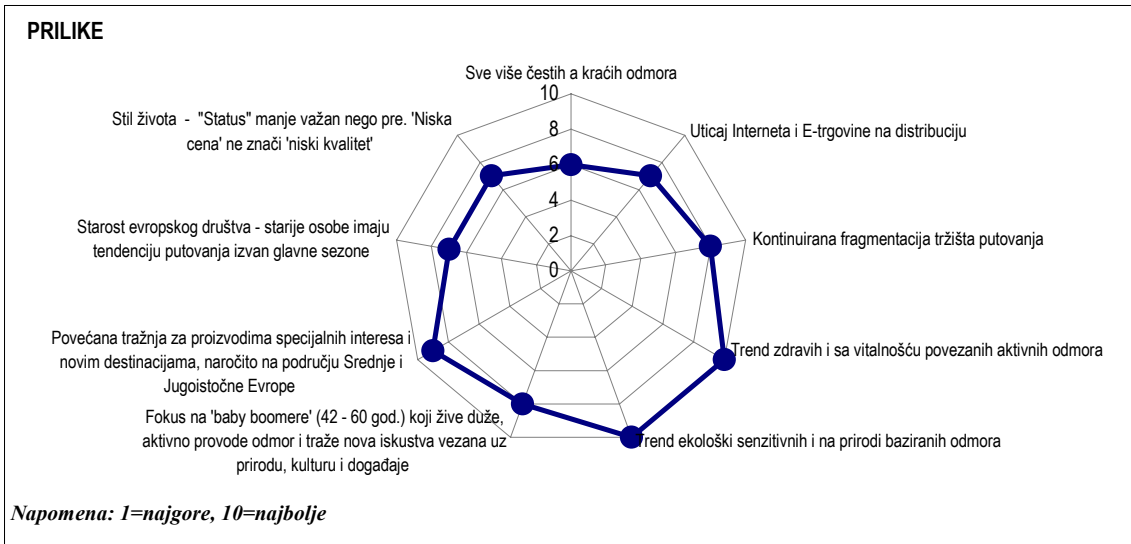 PRILIKE
Sve više čestih a kraćih odmora
10
8
6
4
2
0
Uticaj Interneta i E-trgovine na distribuciju
Kontinuirana fragmentacija tržišta putovanja
Trend zdravih i sa vitalnošću povezanih aktivnih odmora
Trend ekološki senzitivnih i na prirodi baziranih odmora
Fokus na 'baby boomere' (42 - 60 god.) koji žive duže,
aktivno provode odmor i traže nova iskustva vezana uz
prirodu, kulturu i događaje
Povećana tražnja za proizvodima specijalnih interesa i
novim destinacijama, naročito na području Srednje i
Jugoistočne Evrope
Starost evropskog društva - starije osobe imaju
tendenciju putovanja izvan glavne sezone
Stil života - "Status" manje važan nego pre. 'Niska
cena' ne znači 'niski kvalitet'
Napomena: 1=najgore, 10=najbolje